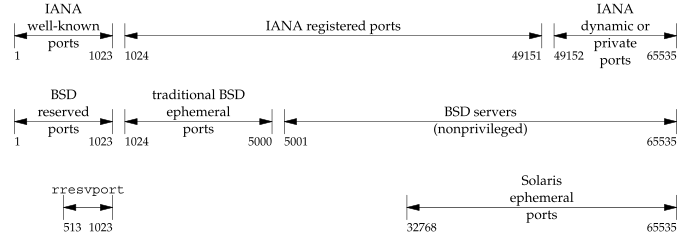 IANA
well-known
ports
1 1023
IANA registered ports
1024 49151
IANA
dynamic or
private
ports
49152 65535
BSD
reserved
ports
1 1023
traditional BSD
ephemeral
ports
1024 5000
BSD servers
(nonprivileged)
5001 65535
rresvport
513 1023
Solaris
ephemeral
ports
32768 65535